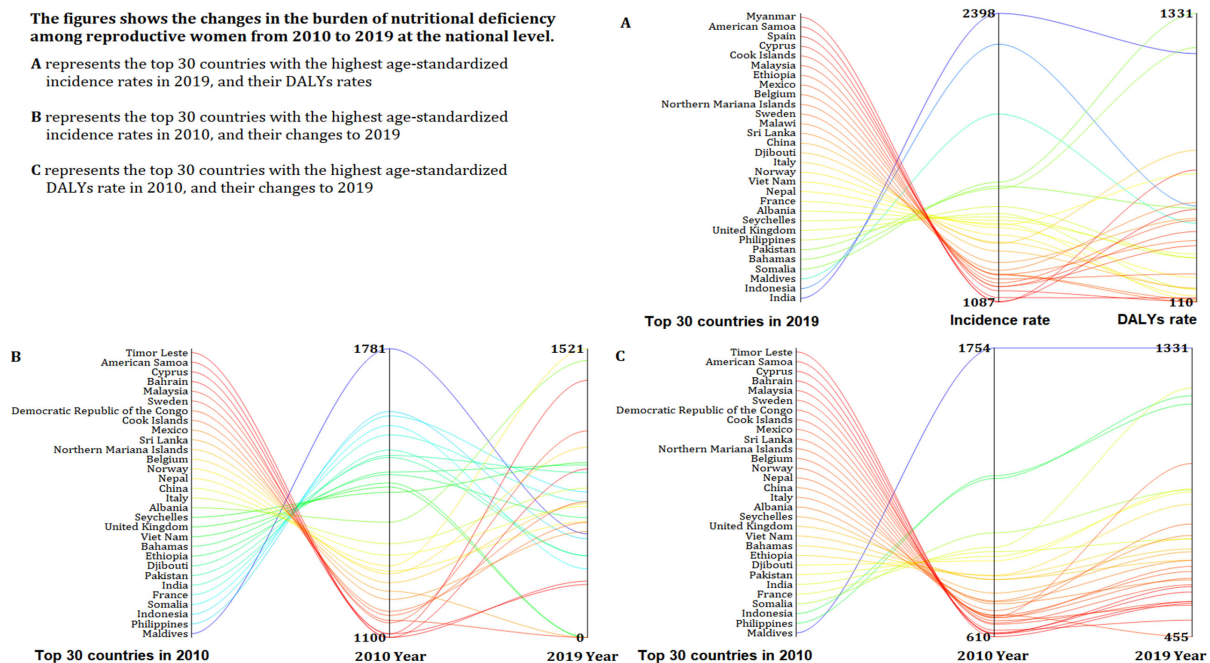 The figures shows the changes in the burden of nutritional deficiency
among reproductive women from 2010 to 2019 at the national level.
A represents the top 30 countries with the highest age-standardized
incidence rates in 2019, and their DALYs rates
B represents the top 30 countries with the highest age-standardized
incidence rates in 2010, and their changes to 2019
C represents the top 30 countries with the highest age-standardized
DALYs rate in 2010, and their changes to 2019
A
2398
1331
Myanmar
American Samoa
Spain
Cyprus
Cook Islands
Malaysia
Ethiopia
Mexico
Belgium
Northern Mariana Islands
Sweden
Malawi
Sri Lanka
China
Djibouti
Italy
Norway
Viet Nam
Nepal
France
Albania
Seychelles
United Kingdom
Philippines
Pakistan
Bahamas
Somalia
Maldives
Indonesia
India
1087
110
Top 30 countries in 2019
Incidence rate
DALYs rate
B
1781
1521
Timor Leste
American Samoa
Cyprus
Bahrain
Malaysia
Sweden
Democratic Republic of the Congo
Cook Islands
Mexico
Sri Lanka
Northern Mariana Islands
Belgium
Norway
Nepal
China
Italy
Albania
Seychelles
United Kingdom
Viet Nam
Bahamas
Ethiopia
Djibouti
Pakistan
India
France
Somalia
Indonesia
Philippines
Maldives
1100
0
Top 30 countries in 2010
2010 Year
2019 Year
C
1754
1331
Timor Leste
American Samoa
Cyprus
Bahrain
Malaysia
Sweden
Democratic Republic of the Congo
Cook Islands
Mexico
Sri Lanka
Northern Mariana Islands
Belgium
Norway
Nepal
China
Italy
Albania
Seychelles
United Kingdom
Viet Nam
Bahamas
Ethiopia
Djibouti
Pakistan
India
France
Somalia
Indonesia
Philippines
Maldives
610
455
Top 30 countries in 2010
2010 Year
2019 Year